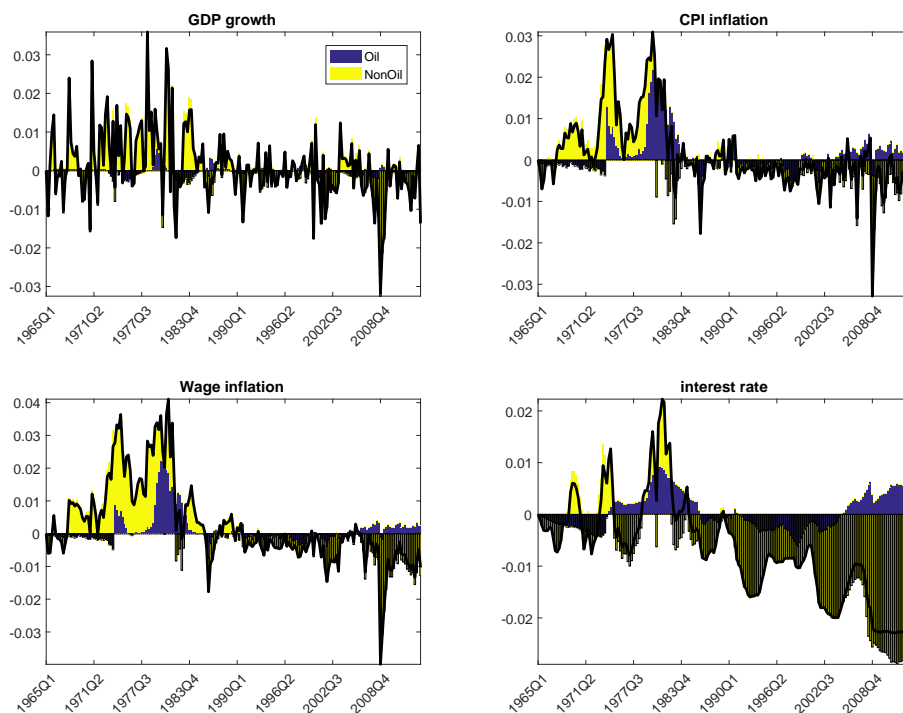 GDP growth
0.03
0.02
0.01
0
-0.01
-0.02
-0.03
Oil
NonOil
1965Q1
1971Q2
1977Q3
1983Q4
1990Q1
1996Q2
2002Q3
2008Q4
CPI inflation
0.03
0.02
0.01
0
-0.01
-0.02
-0.03
1965Q1
1971Q2
1977Q3
1983Q4
1990Q1
1996Q2
2002Q3
2008Q4
Wage inflation
0.04
0.03
0.02
0.01
0
-0.01
-0.02
-0.03
1965Q1
1971Q2
1977Q3
1983Q4
1990Q1
1996Q2
2002Q3
2008Q4
interest rate
0.02
0.01
0
-0.01
-0.02
1965Q1
1971Q2
1977Q3
1983Q4
1990Q1
1996Q2
2002Q3
2008Q4